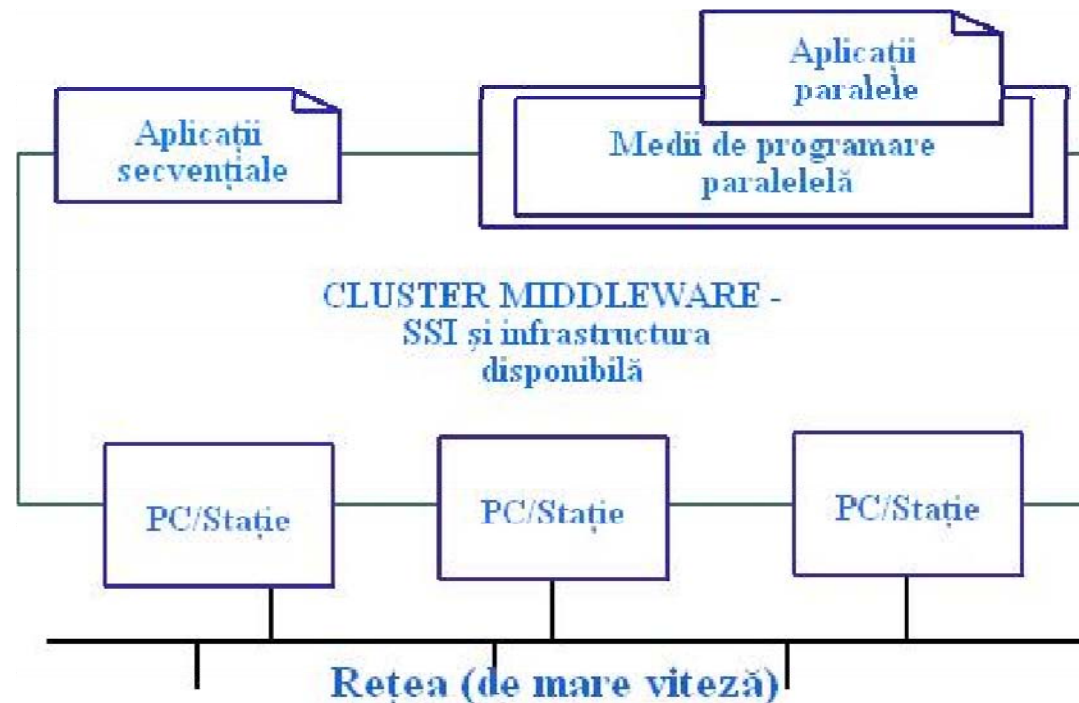 Aplicații
paralele
Aplicații
secvențiale
Medii de programare
paralelelă
CLUSTER MIDDLEWARE -
SSI și infrastructura
disponibilă
PC/Stație
PC/Stație
PC/Stație
Rețea (de mare viteză)